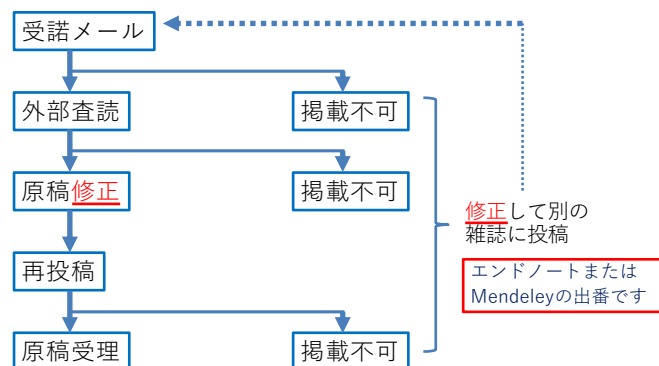 受諾メール
外部査読
掲載不可
原稿修正
掲載不可
修正して別の
雑誌に投稿
再投稿
エンドノートまたは
Mendeleyの出番です
原稿受理
掲載不可